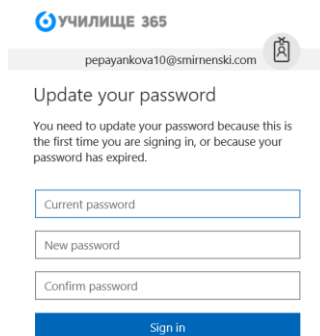 УЧИЛИЩЕ 365
pepayankova10@smirnenski.com
Update your password
You need to update your password because this is
the first time you are signing in, or because your
password has expired.
Current password
New password
Confirm password
Sign in